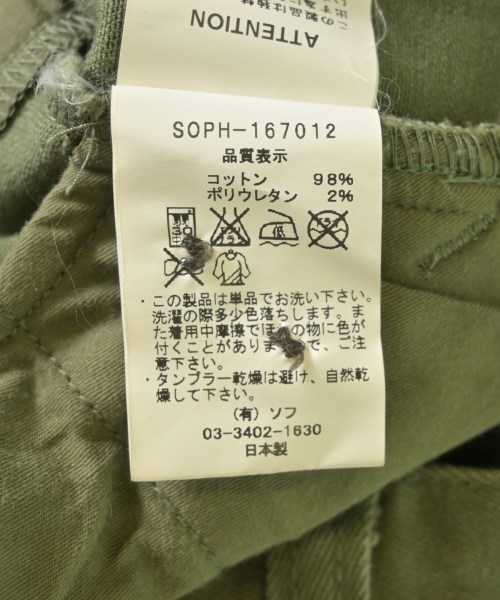 ATTENTION
SOPH-167012
品質表示
コットン 98%
ポリウレタン 2%
30
低
・この製品は単品でお洗い下さい。
洗濯の際多少色落ちします。ま
た着用中摩擦でほ の物に色が
付くことがありま で、ご注
意下さい。
・タンブラー乾燥は避け、自然乾
燥して下さい。
(有) ソフ
03-3402-1630
日本製